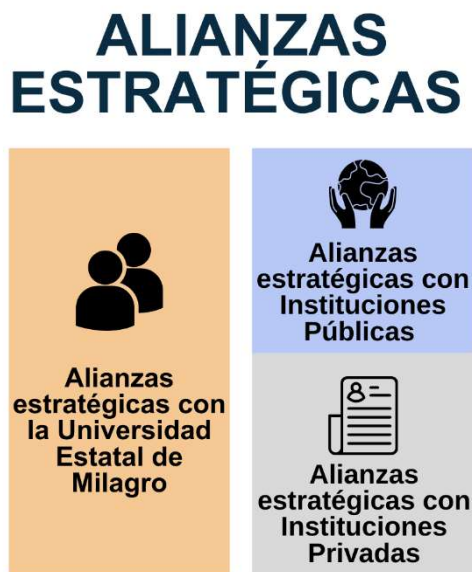 ALIANZAS
ESTRATÉGICAS
Alianzas
estratégicas con
la Universidad
Estatal de
Milagro
Alianzas
estratégicas con
Instituciones
Públicas
Alianzas
estratégicas con
Instituciones
Privadas